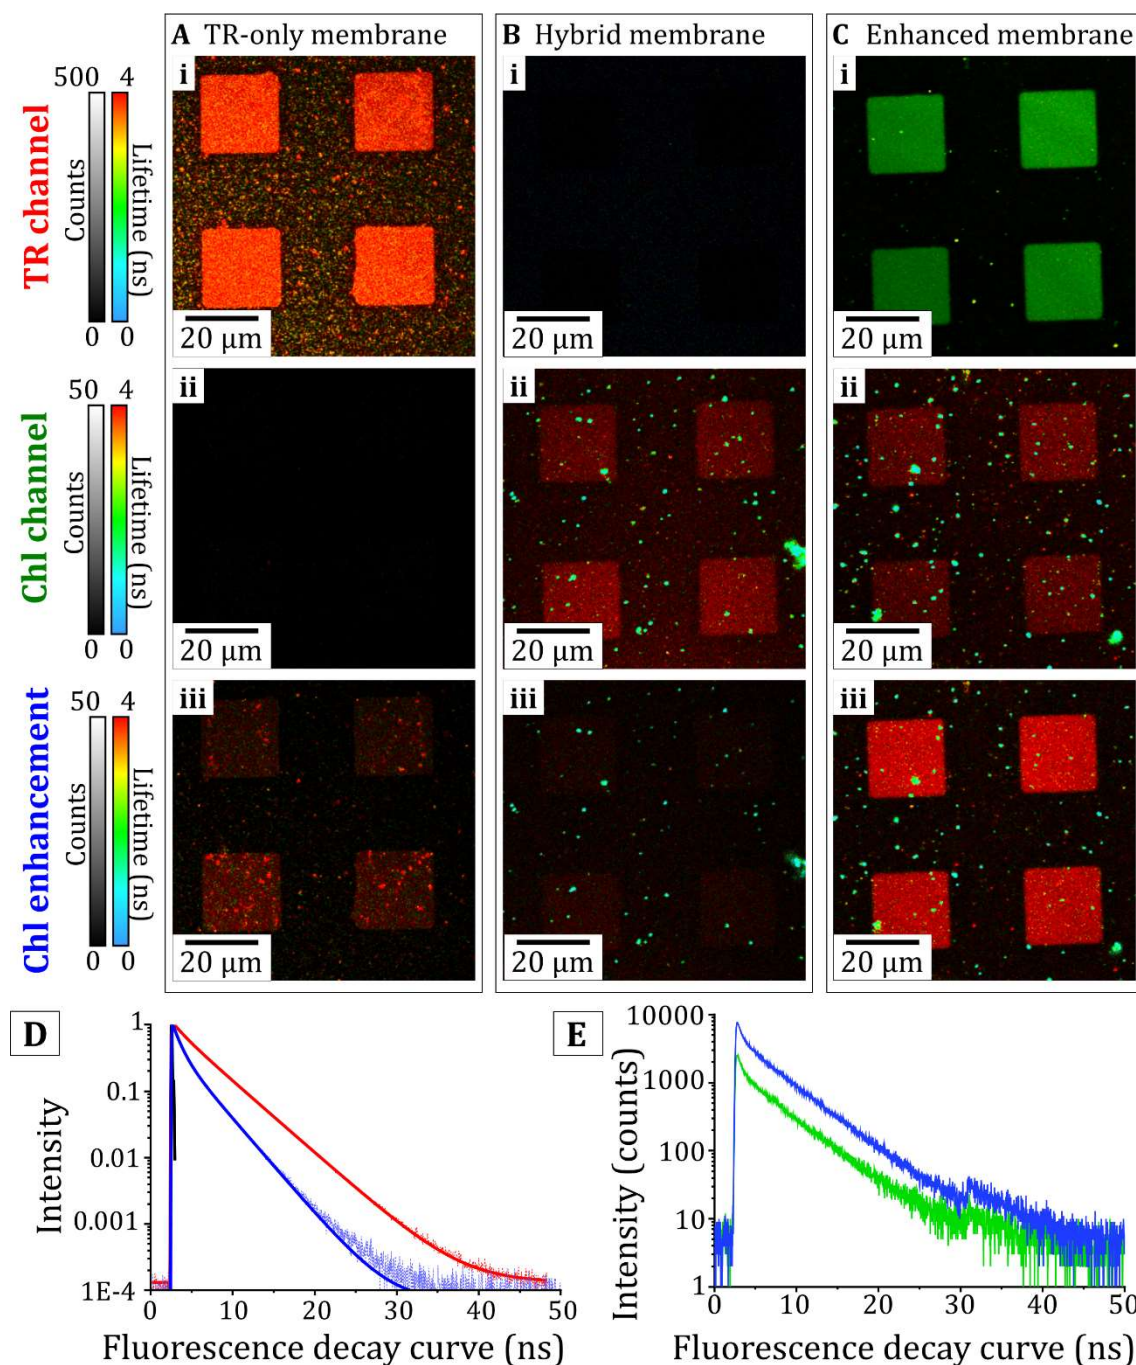 A TR-only membrane
B Hybrid membrane
C Enhanced membrane
TR channel
500 4
Counts
Lifetime (ns)
0 0
i
20 μm
i
20 μm
i
20 μm
Chl channel
50 4
Counts
Lifetime (ns)
0 0
ii
20 μm
ii
20 μm
ii
20 μm
Chl enhancement
50 4
Counts
Lifetime (ns)
0 0
iii
20 μm
iii
20 μm
iii
20 μm
D
Intensity
1
0.1
0.01
0.001
1E-4
0 10 20 30 40 50
Fluorescence decay curve (ns)
E
Intensity (counts)
10000
1000
100
10
1
0 10 20 30 40 50
Fluorescence decay curve (ns)